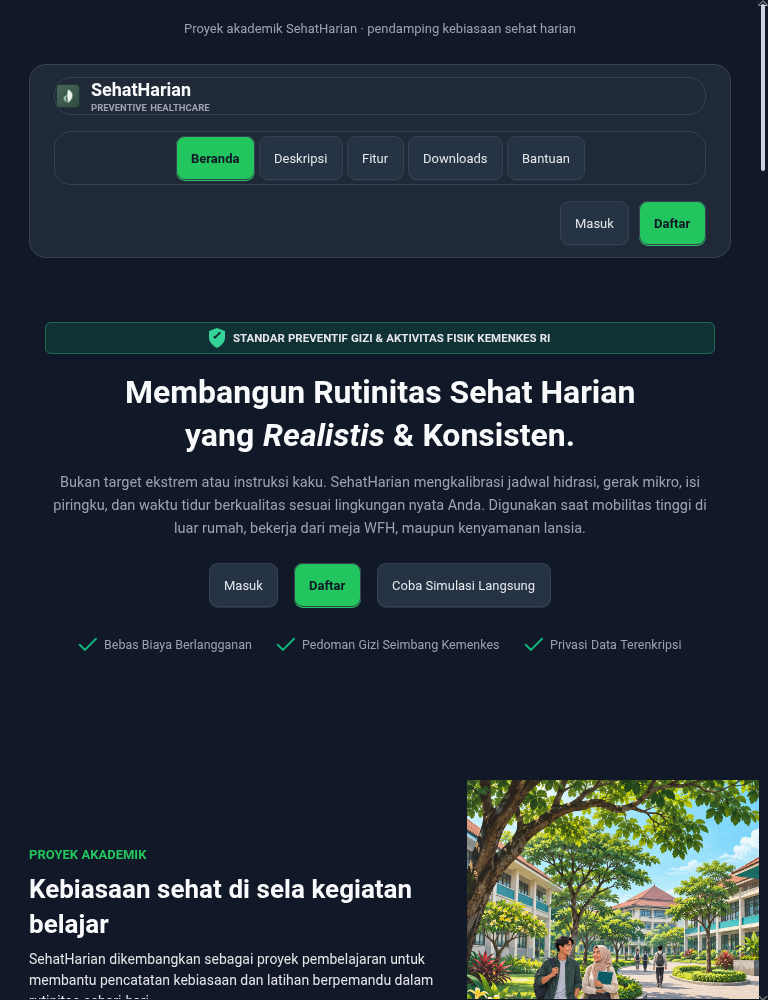 Proyek akademik SehatHarian · pendamping kebiasaan sehat harian
SehatHarian
PREVENTIVE HEALTHCARE
Beranda
Deskripsi
Fitur
Downloads
Bantuan
Masuk
Daftar
STANDAR PREVENTIF GIZI & AKTIVITAS FISIK KEMENKES RI
Membangun Rutinitas Sehat Harian
yang Realistis & Konsisten.
Bukan target ekstrem atau instruksi kaku. SehatHarian mengkalibrasi jadwal hidrasi, gerak mikro, isi
piringku, dan waktu tidur berkualitas sesuai lingkungan nyata Anda. Digunakan saat mobilitas tinggi di
luar rumah, bekerja dari meja WFH, maupun kenyamanan lansia.
Masuk
Daftar
Coba Simulasi Langsung
Bebas Biaya Berlangganan
Pedoman Gizi Seimbang Kemenkes
Privasi Data Terenkripsi
PROYEK AKADEMIK
Kebiasaan sehat di sela kegiatan
belajar
SehatHarian dikembangkan sebagai proyek pembelajaran untuk
membantu pencatatan kebiasaan dan latihan berpemandu dalam